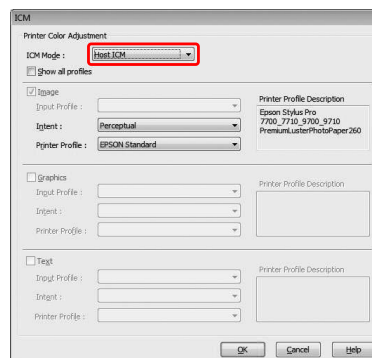 ICM
Printer Color Adjustment
ICM Mode :
Host ICM
Show all profiles
Image
Input Profile :
Intent :
Perceptual
Printer Profile :
EPSON Standard
Printer Profile Description
Epson Stylus Pro
7700_7710_9700_9710
PremiumLusterPhotoPaper260
Graphics
Input Profile :
Intent :
Printer Profile :
Printer Profile Description
Text
Input Profile :
Intent :
Printer Profile :
Printer Profile Description
OK
Cancel
Help